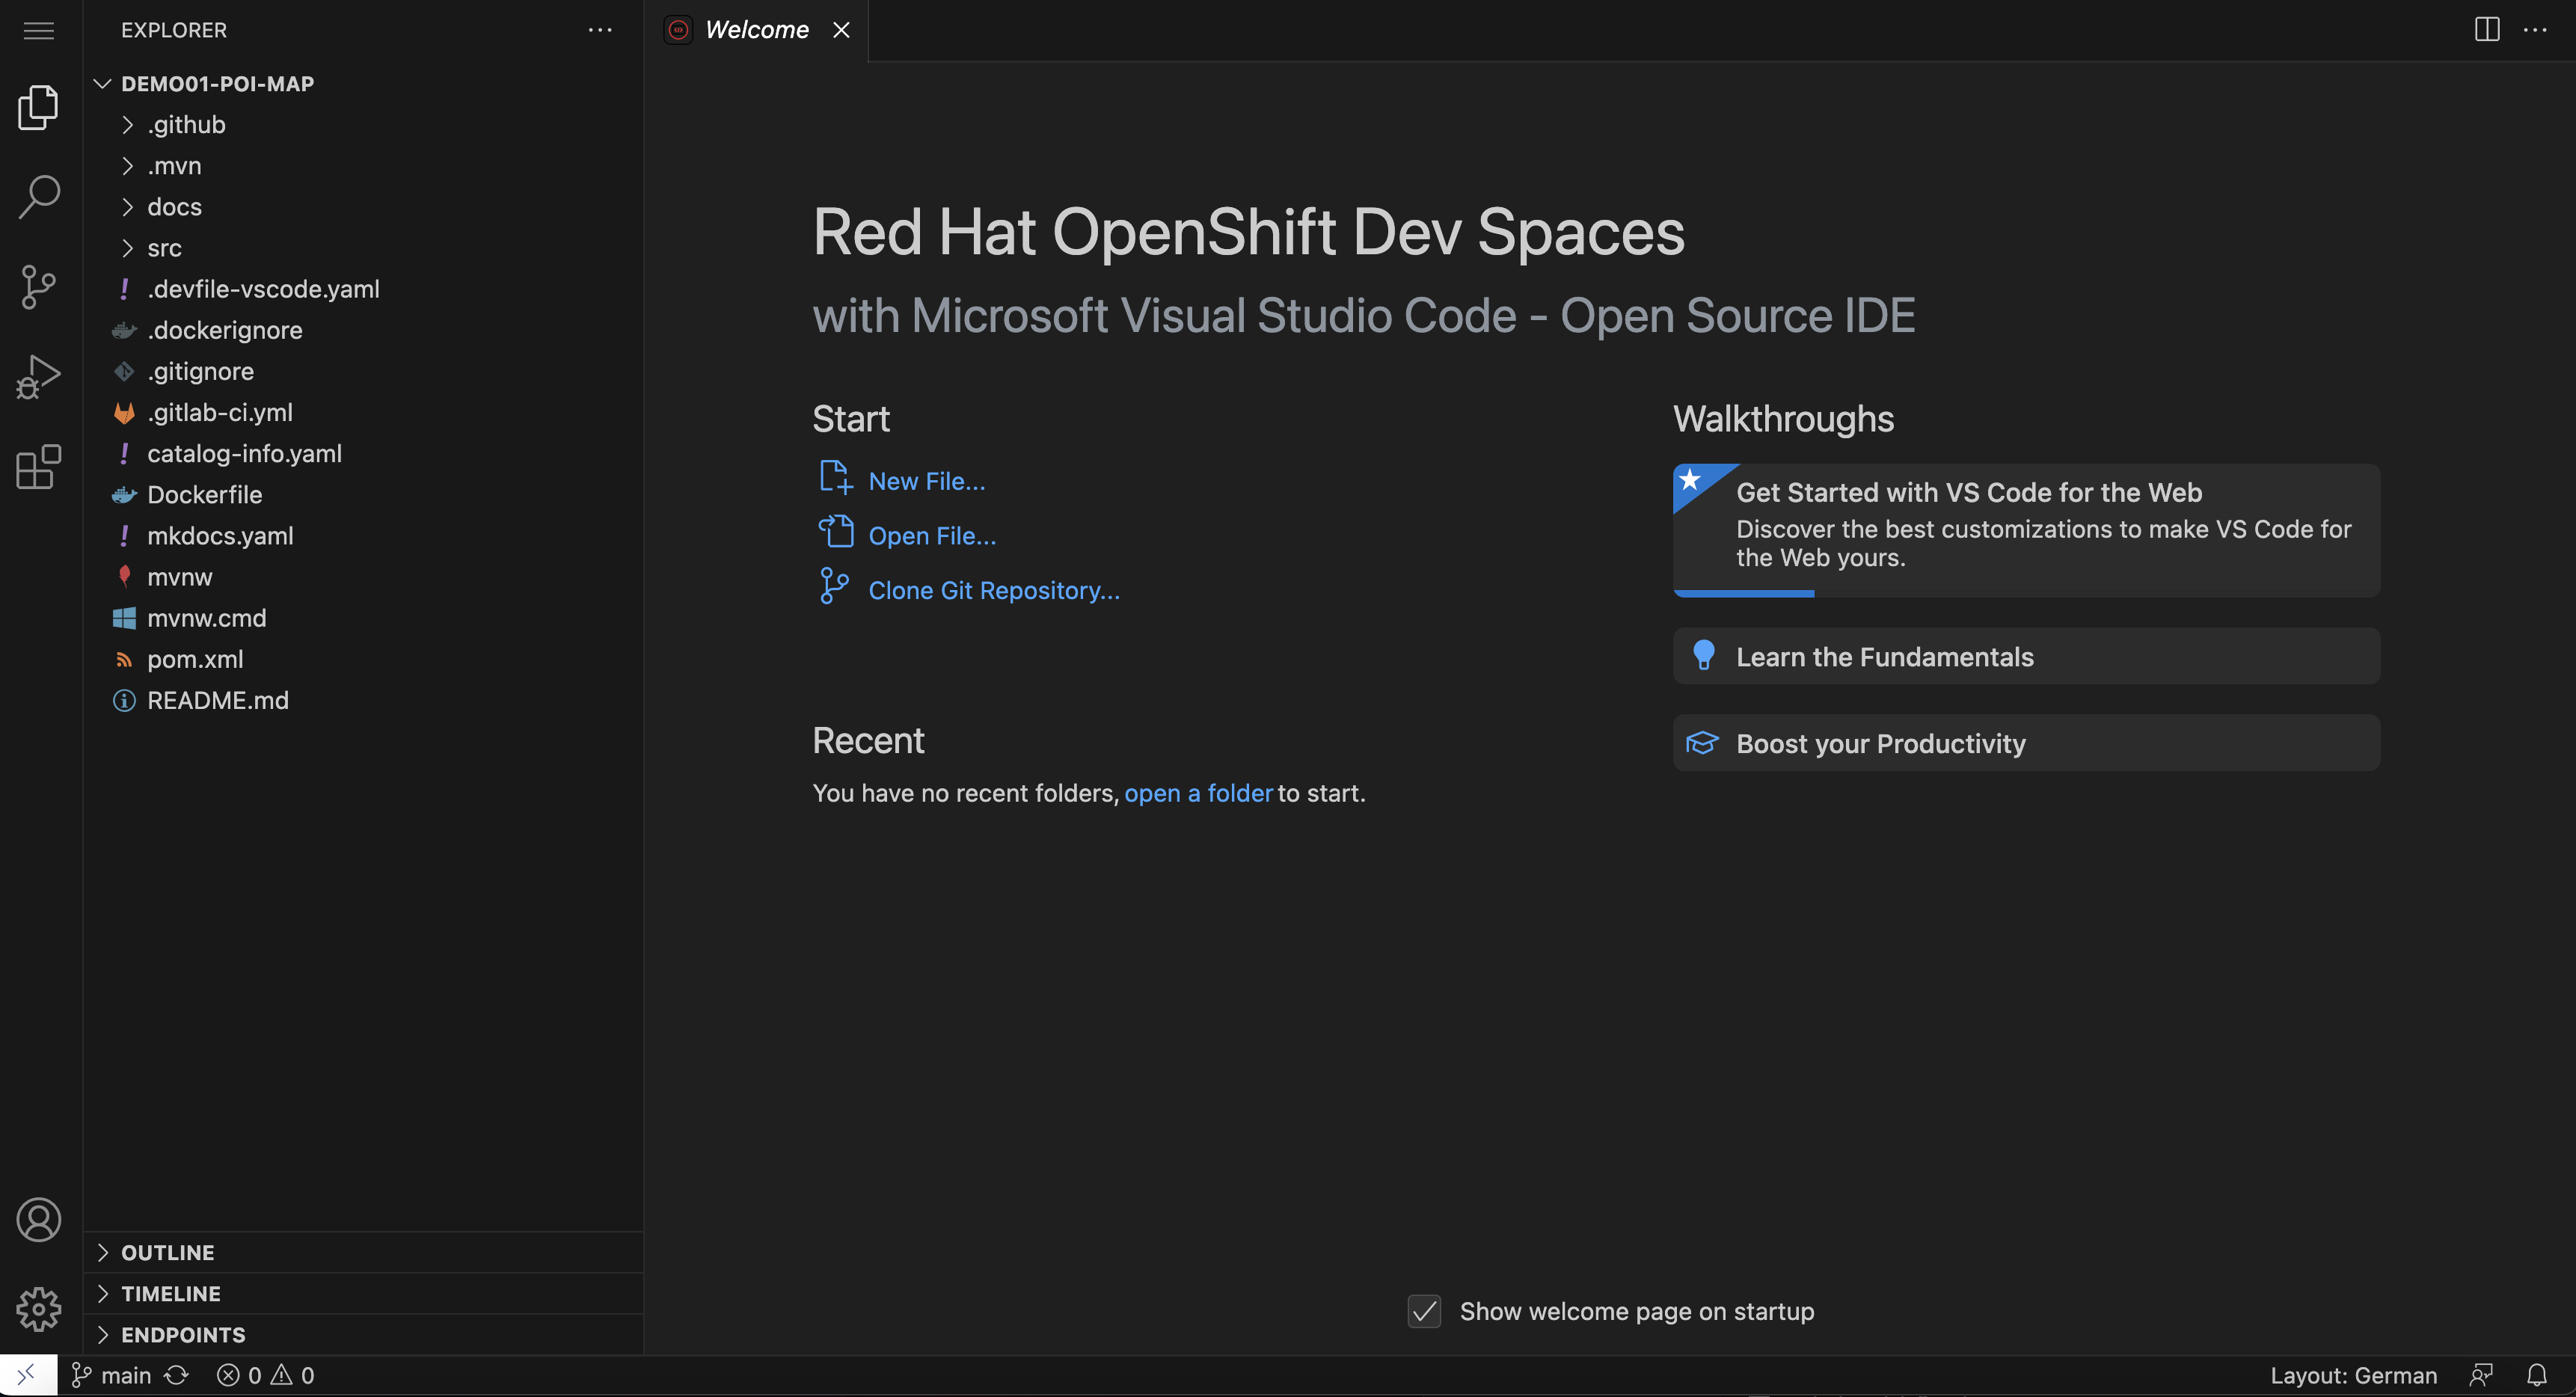 EXPLORER
DEMO01-POI-MAP
.github
.mvn
docs
src
.devfile-vscode.yaml
.dockerignore
.gitignore
.gitlab-ci.yml
catalog-info.yaml
Dockerfile
mkdocs.yaml
mvnw
mvnw.cmd
pom.xml
README.md
OUTLINE
TIMELINE
ENDPOINTS
Welcome
Red Hat OpenShift Dev Spaces
with Microsoft Visual Studio Code - Open Source IDE
Start
New File...
Open File...
Clone Git Repository...
Recent
You have no recent folders, open a folder to start.
Walkthroughs
Get Started with VS Code for the Web
Discover the best customizations to make VS Code for
the Web yours.
Learn the Fundamentals
Boost your Productivity
Show welcome page on startup
main 0 0
Layout: German